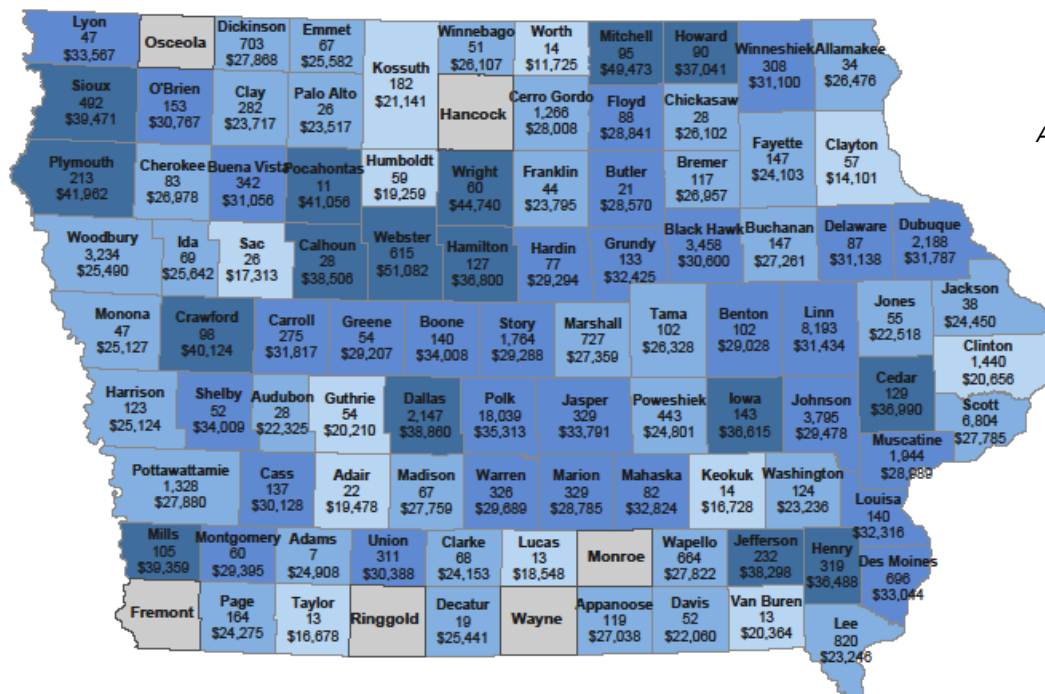 Lyon
47
$33,567
Osceola
Dickinson
703
$27,868
Emmet
67
$25,582
Kossuth
182
$21,141
Winnebago
51
$26,107
Worth
14
$11,725
Mitchell
95
$49,473
Howard
90
$37,041
Winneshiek
308
$31,100
Allamakee
34
$26,476
Sioux
492
$39,471
O'Brien
153
$30,767
Clay
282
$23,717
Palo Alto
26
$23,517
Hancock
Cerro Gordo
1,266
$28,008
Floyd
88
$28,841
Chickasaw
28
$26,102
A
Plymouth
213
$41,962
Cherokee
83
$26,978
Buena Vista
342
$31,056
Pocahontas
11
$41,056
Humboldt
59
$19,259
Wright
60
$44,740
Franklin
44
$23,795
Butler
21
$28,570
Bremer
117
$26,957
Fayette
147
$24,103
Clayton
57
$14,101
Woodbury
3,234
$25,490
Ida
69
$25,642
Sac
26
$17,313
Calhoun
28
$38,506
Webster
615
$51,082
Hamilton
127
$36,800
Hardin
77
$29,294
Grundy
133
$32,425
Black Hawk
3,458
$30,600
Buchanan
147
$27,261
Delaware
87
$31,138
Dubuque
2,188
$31,787
Monona
47
$25,127
Crawford
98
$40,124
Carroll
275
$31,817
Greene
54
$29,207
Boone
140
$34,008
Story
1,764
$29,288
Marshall
727
$27,359
Tama
102
$26,328
Benton
102
$29,028
Linn
8,193
$31,434
Jones
55
$22,518
Jackson
38
$24,450
Clinton
1,440
$20,656
Harrison
123
$25,124
Shelby
52
$34,009
Audubon
28
$22,325
Guthrie
54
$20,210
Dallas
2,147
$38,860
Polk
18,039
$35,313
Jasper
329
$33,791
Poweshiek
443
$24,801
Iowa
143
$36,615
Johnson
3,795
$29,478
Cedar
129
$36,990
Scott
6,804
$27,785
Muscatine
1,944
$28,989
Pottawattamie
1,328
$27,880
Cass
137
$30,128
Adair
22
$19,478
Madison
67
$27,759
Warren
326
$29,689
Marion
329
$28,785
Mahaska
82
$32,824
Keokuk
14
$16,728
Washington
124
$23,236
Louisa
140
$32,316
Mills
105
$39,359
Montgomery
60
$29,395
Adams
7
$24,908
Union
311
$30,388
Clarke
68
$24,153
Lucas
13
$18,548
Monroe
Wapello
664
$27,822
Jefferson
232
$38,298
Henry
319
$36,488
Des Moines
696
$33,044
Fremont
Page
164
$24,275
Taylor
13
$16,678
Ringgold
Decatur
19
$25,441
Wayne
Appanoose
119
$27,038
Davis
52
$22,060
Van Buren
13
$20,364
Lee
820
$23,246